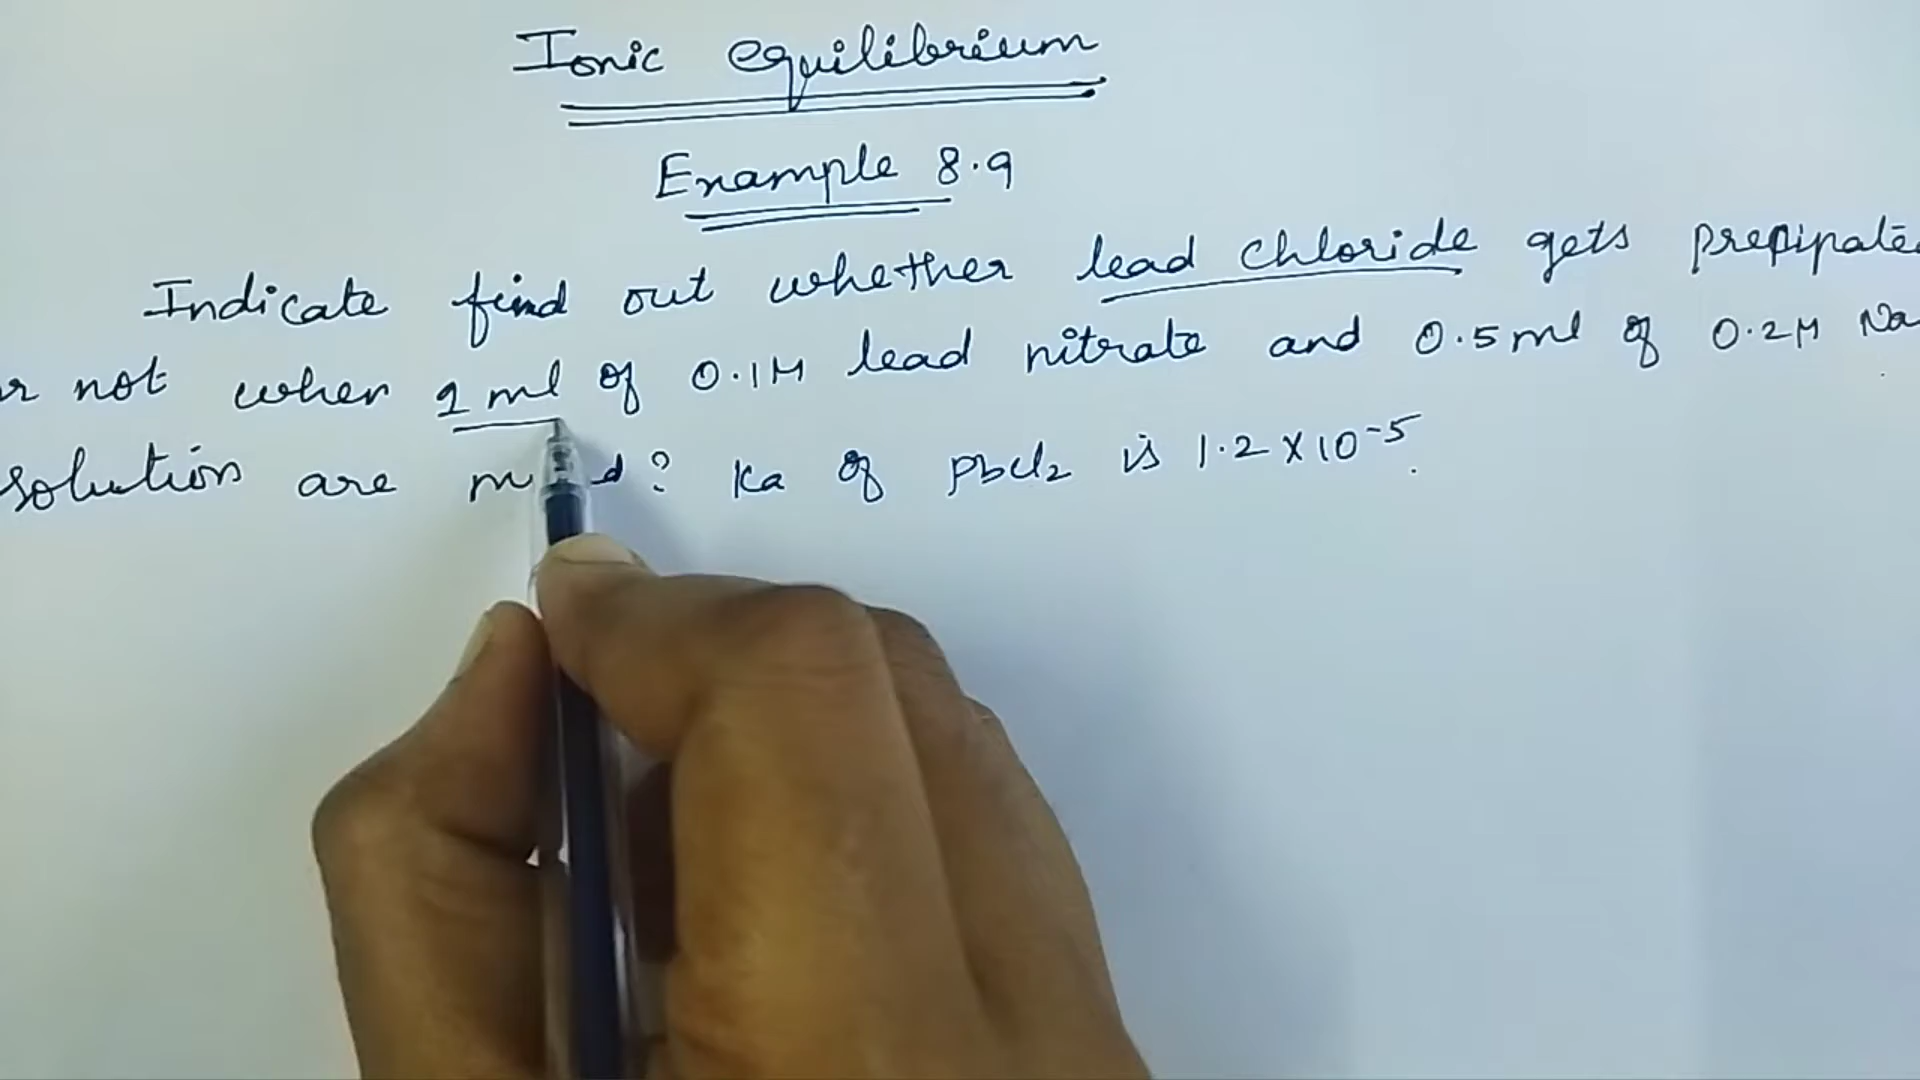 Ionic equilibrium
Example 8.9
Indicate find out whether lead chloride gets
not when 1 ml of 0.1M lead nitrate and 0.5ml of 0.2M Na
solution are ? Ka of PbCl2 is 1.2 X 10-5.